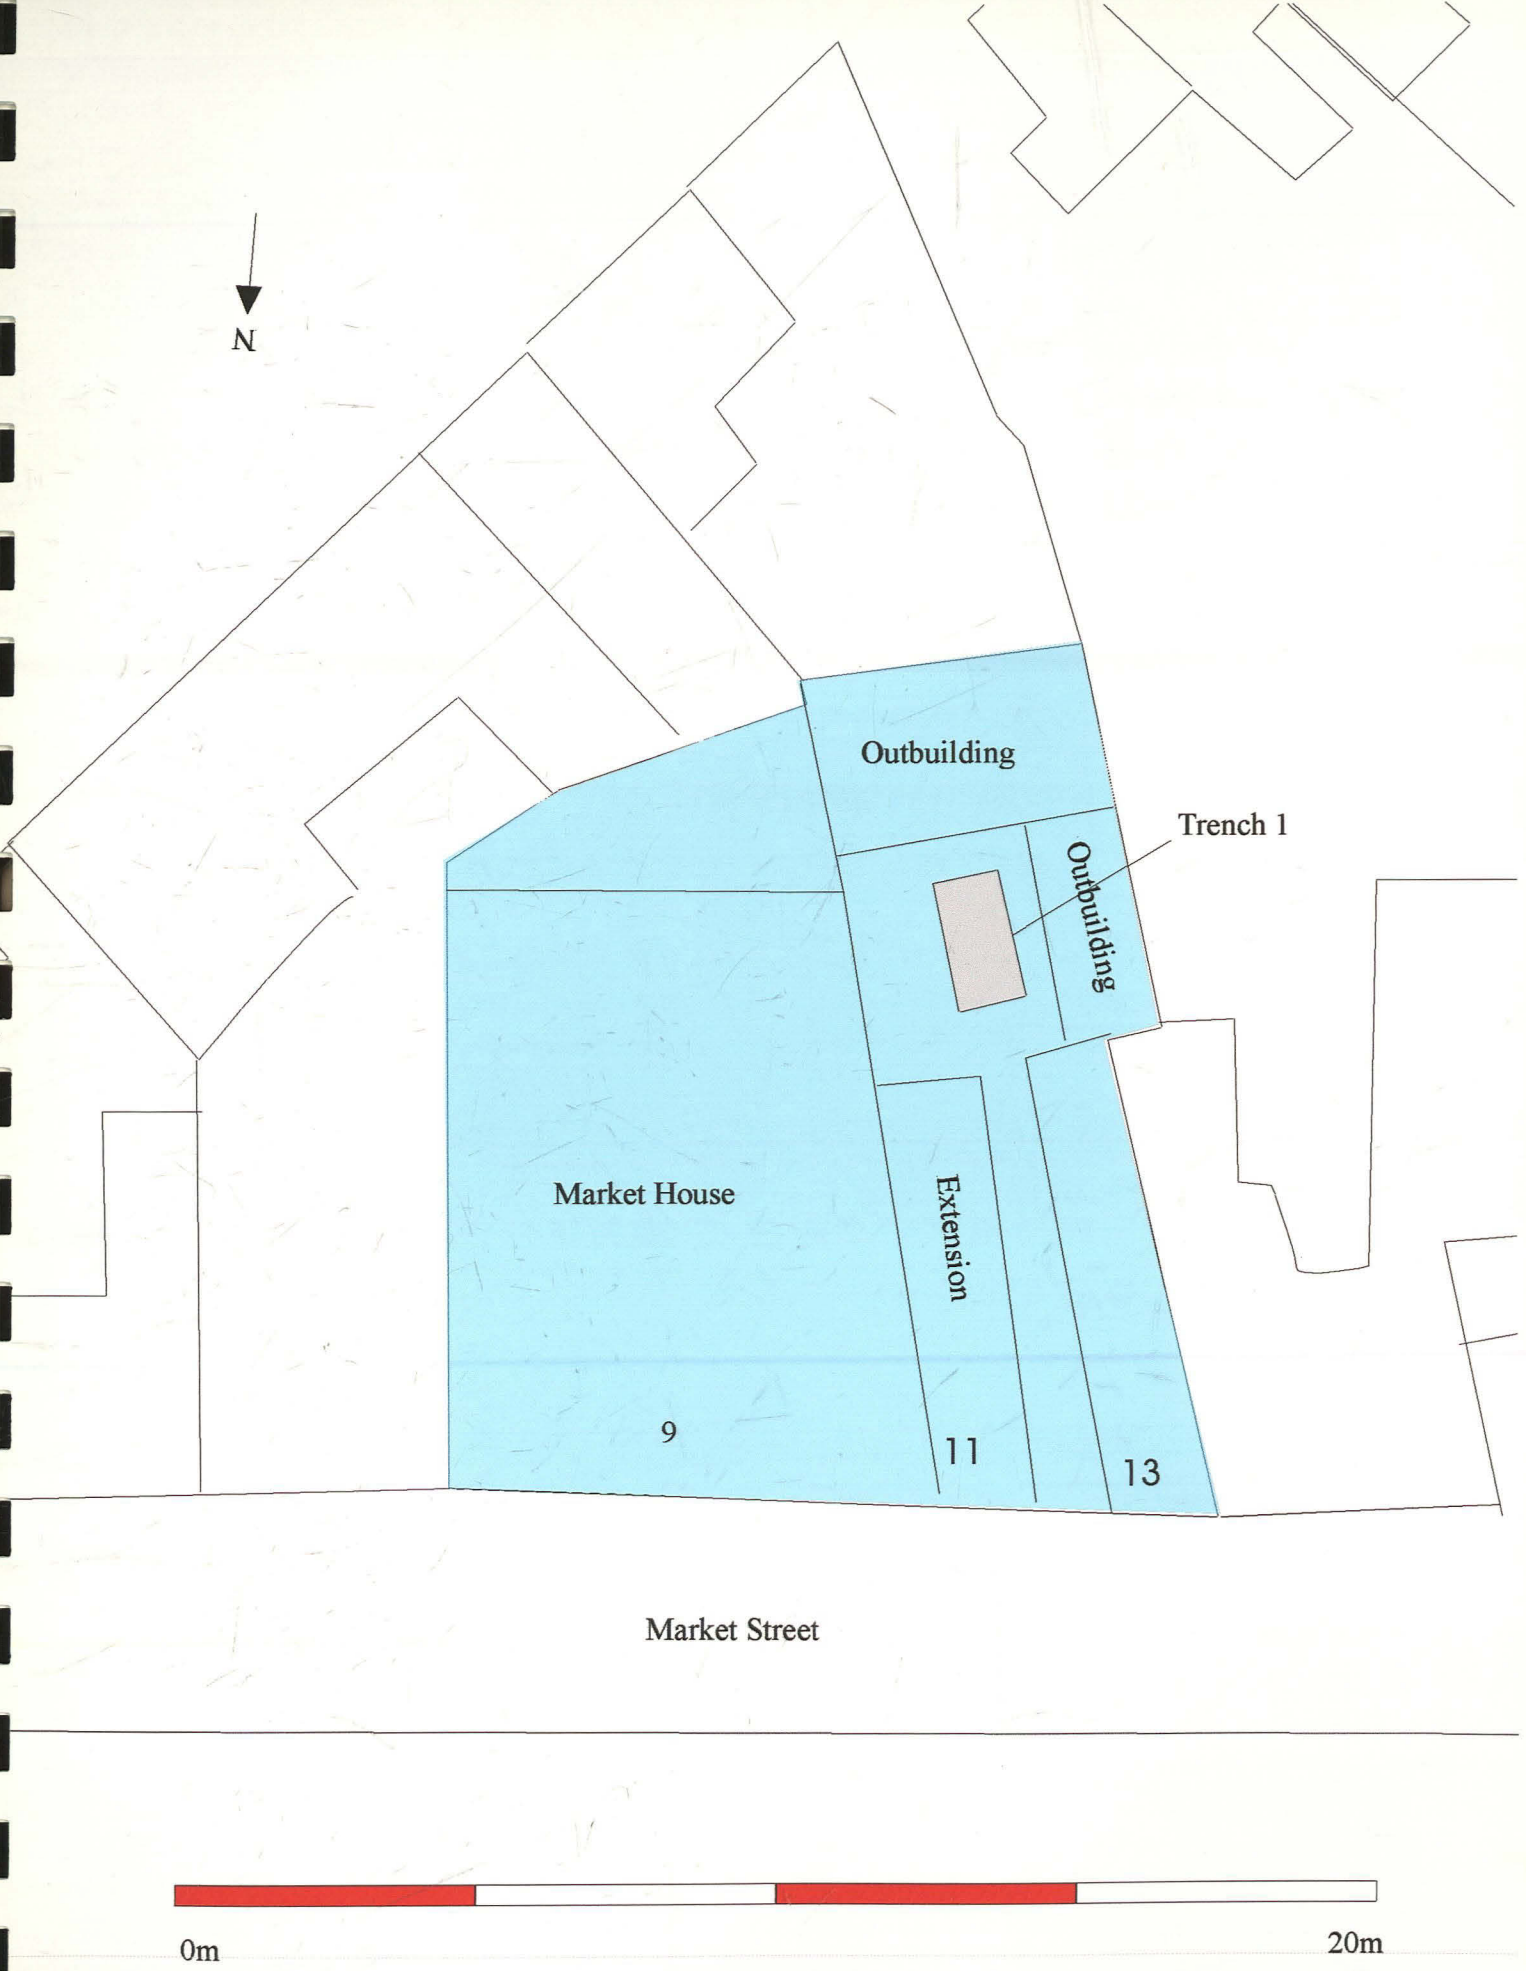 N
Outbuilding
Trench 1
Outbuilding
Market House
Extension
9
11
13
Market Street
0m
20m